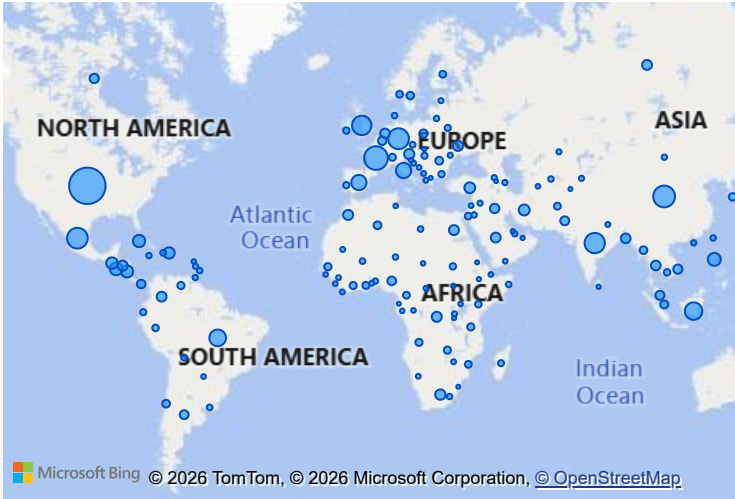 NORTH AMERICA
EUROPE
ASIA
Atlantic
Ocean
AFRICA
SOUTH AMERICA
Indian
Ocean
Microsoft Bing
© 2026 TomTom, © 2026 Microsoft Corporation, © OpenStreetMap